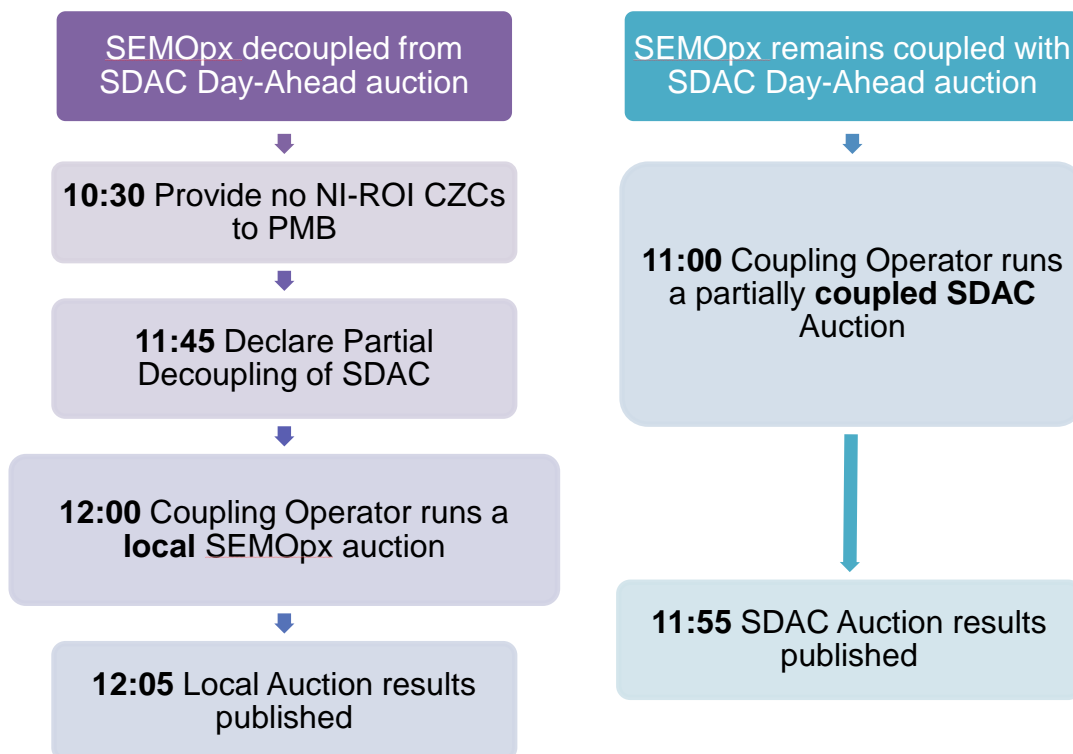 SEMOpx decoupled from
SDAC Day-Ahead auction
10:30 Provide no NI-ROI CZCs
to PMB
11:45 Declare Partial
Decoupling of SDAC
12:00 Coupling Operator runs a
local SEMOpx auction
12:05 Local Auction results
published
SEMOpx remains coupled with
SDAC Day-Ahead auction
11:00 Coupling Operator runs
a partially coupled SDAC
Auction
11:55 SDAC Auction results
published